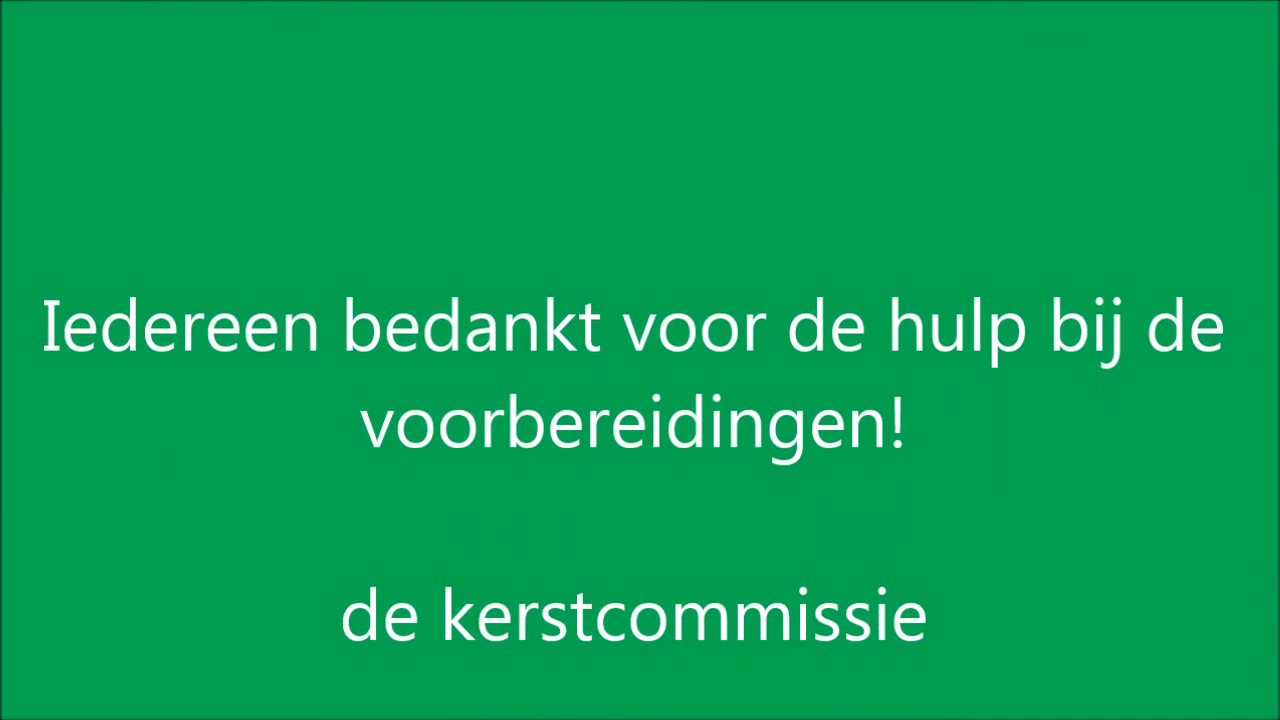 Iedereen bedankt voor de hulp bij de
voorbereidingen!
de kerstcommissie